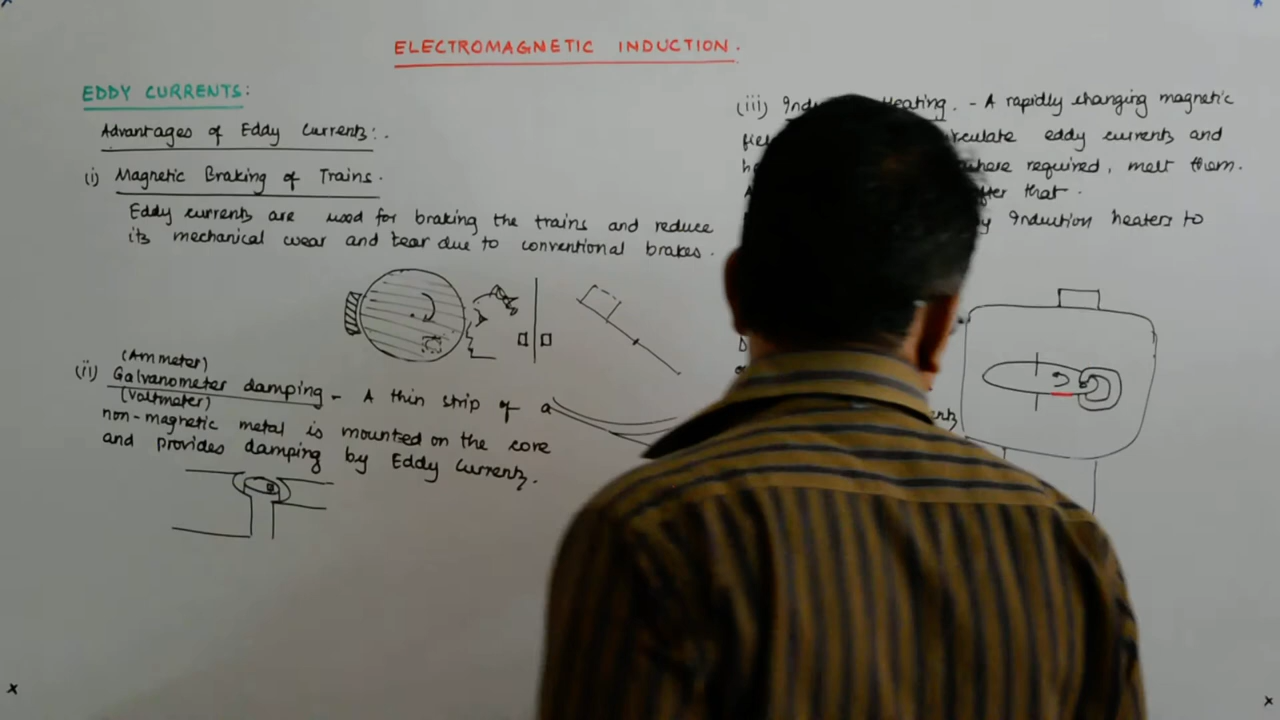 ELECTROMAGNETIC INDUCTION.
EDDY CURRENTS:
Advantages of Eddy Currents:.
(i) Magnetic Braking of Trains.
Eddy currents are used for braking the trains and reduce
its mechanical wear and tear due to conventional brakes.
(Ammeter)
(ii) Galvanometer damping - A thin strip of a
(Voltmeter)
non-magnetic metal is mounted on the core
and provides damping by Eddy Currents.
(iii) Heating. - A rapidly changing magnetic
eddy currents and
where required, melt them.
after that.
Induction heaters to